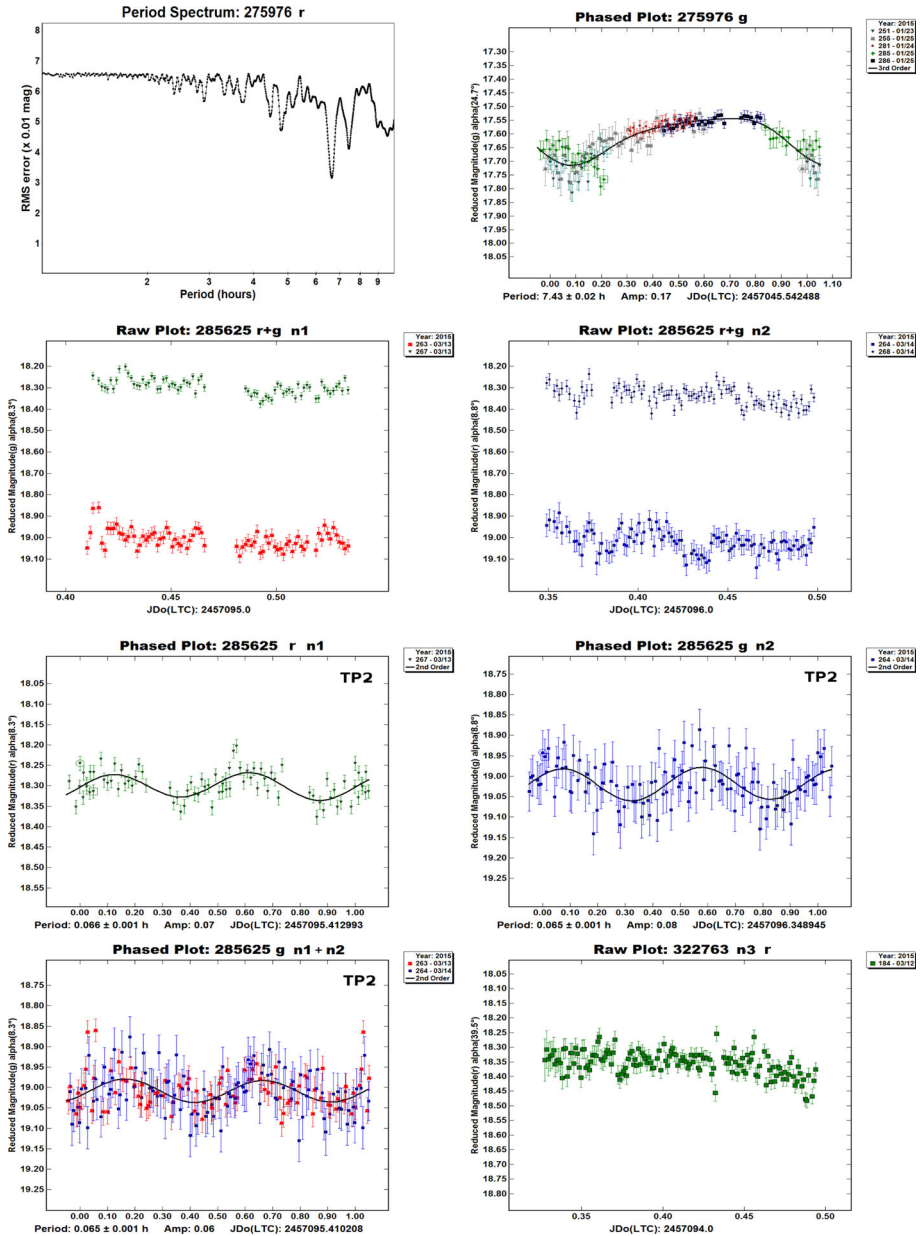 Period Spectrum: 275976 r
8
7
6
5
4
3
2
1
RMS error (x 0.01 mag)
2 3 4 5 6 7 8 9
Period (hours)
Phased Plot: 275976 g
Year: 2015
251 - 01/23
255 - 01/25
281 - 01/24
285 - 01/25
286 - 01/25
3rd Order
17.30
17.35
17.40
17.45
17.50
17.55
17.60
17.65
17.70
17.75
17.80
17.85
17.90
17.95
18.00
18.05
Reduced Magnitude(g) alpha(24.7°)
0.00 0.10 0.20 0.30 0.40 0.50 0.60 0.70 0.80 0.90 1.00 1.10
Period: 7.43 ± 0.02 h Amp: 0.17 JDo(LTC): 2457045.542488
Raw Plot: 285625 r+g n1
Year: 2015
263 - 03/13
267 - 03/13
18.20
18.30
18.40
18.50
18.60
18.70
18.80
18.90
19.00
19.10
Reduced Magnitude(g) alpha(8.3°)
0.40 0.45 0.50
JDo(LTC): 2457095.0
Raw Plot: 285625 r+g n2
Year: 2015
264 - 03/14
268 - 03/14
18.20
18.30
18.40
18.50
18.60
18.70
18.80
18.90
19.00
19.10
Reduced Magnitude(r) alpha(8.8°)
0.35 0.40 0.45 0.50
JDo(LTC): 2457096.0
Phased Plot: 285625 r n1
Year: 2015
267 - 03/13
2nd Order
TP2
18.05
18.10
18.15
18.20
18.25
18.30
18.35
18.40
18.45
18.50
18.55
Reduced Magnitude(r) alpha(8.3°)
0.00 0.10 0.20 0.30 0.40 0.50 0.60 0.70 0.80 0.90 1.00
Period: 0.066 ± 0.001 h Amp: 0.07 JDo(LTC): 2457095.412993
Phased Plot: 285625 g n2
Year: 2015
264 - 03/14
2nd Order
TP2
18.75
18.80
18.85
18.90
18.95
19.00
19.05
19.10
19.15
19.20
19.25
Reduced Magnitude(g) alpha(8.8°)
0.00 0.10 0.20 0.30 0.40 0.50 0.60 0.70 0.80 0.90 1.00
Period: 0.065 ± 0.001 h Amp: 0.08 JDo(LTC): 2457096.348945
Phased Plot: 285625 g n1 + n2
Year: 2015
263 - 03/13
264 - 03/14
2nd Order
TP2
18.75
18.80
18.85
18.90
18.95
19.00
19.05
19.10
19.15
19.20
19.25
Reduced Magnitude(g) alpha(8.3°)
0.00 0.10 0.20 0.30 0.40 0.50 0.60 0.70 0.80 0.90 1.00
Period: 0.065 ± 0.001 h Amp: 0.06 JDo(LTC): 2457095.410208
Raw Plot: 322763 n3 r
Year: 2015
184 - 03/12
18.05
18.10
18.15
18.20
18.25
18.30
18.35
18.40
18.45
18.50
18.55
18.60
18.65
18.70
18.75
18.80
Reduced Magnitude(r) alpha(39.5°)
0.35 0.40 0.45 0.50
JDo(LTC): 2457094.0